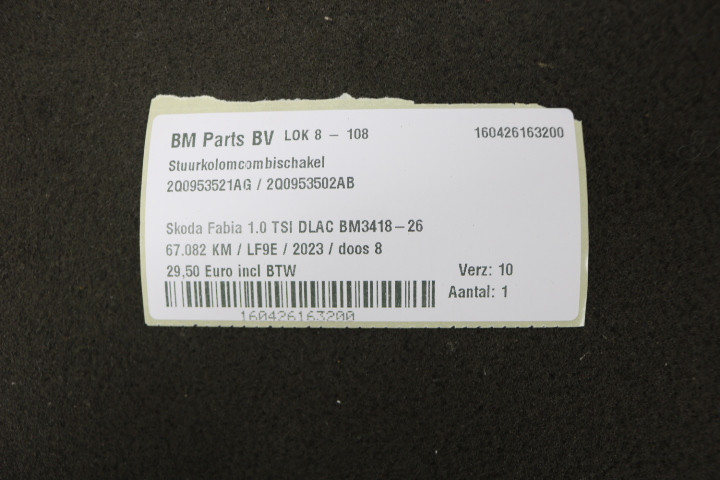 BM Parts BV LOK 8 – 108 160426163200
Stuurkolomcombischakel
2Q0953521AG / 2Q0953502AB
Skoda Fabia 1.0 TSI DLAC BM3418–26
67.082 KM / LF9E / 2023 / doos 8
29,50 Euro incl BTW Verz: 10
Aantal: 1
160426163200